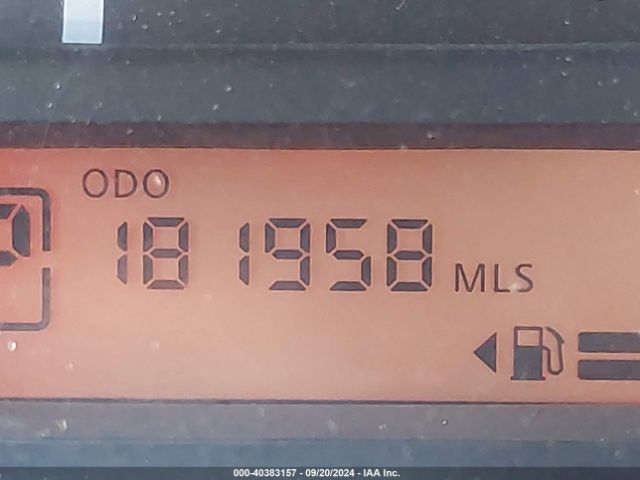 ODO
P
181958 MLS
000-40383157 - 09/20/2024 - IAA Inc.